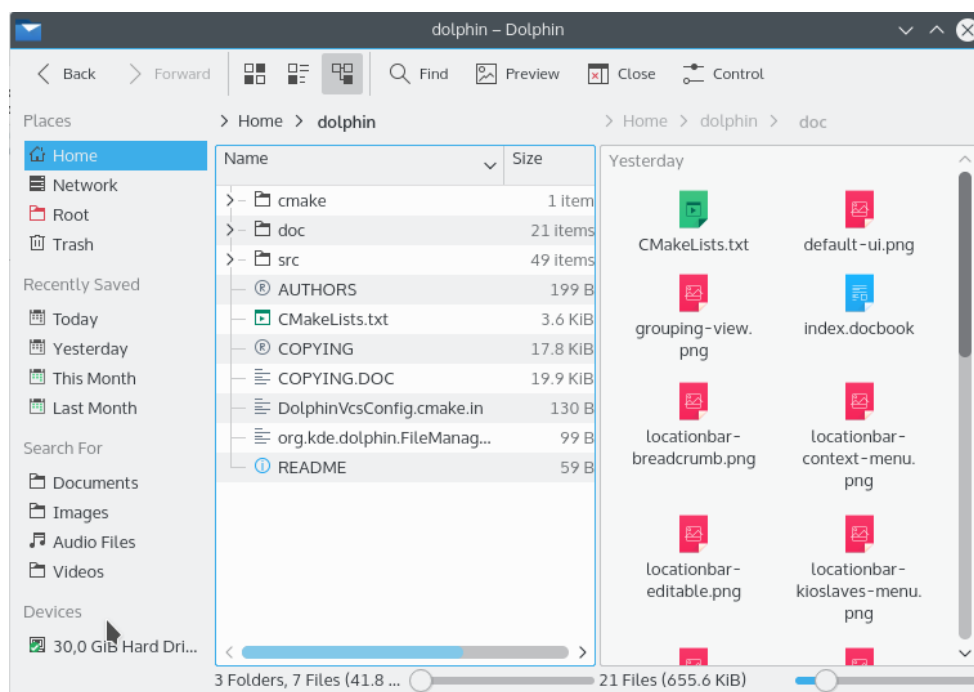 dolphin – Dolphin
Back Forward Find Preview Close Control
Places
Home
Network
Root
Trash
Recently Saved
Today
Yesterday
This Month
Last Month
Search For
Documents
Images
Audio Files
Videos
Devices
30,0 GiB Hard Dri...
> Home > dolphin
Name Size
cmake 1 item
doc 21 items
src 49 items
AUTHORS 199 B
CMakeLists.txt 3.6 KiB
COPYING 17.8 KiB
COPYING.DOC 19.9 KiB
DolphinVcsConfig.cmake.in 130 B
org.kde.dolphin.FileManag... 99 B
README 59 B
3 Folders, 7 Files (41.8 ...
> Home > dolphin > doc
Yesterday
CMakeLists.txt
default-ui.png
grouping-view.
png
index.docbook
locationbar-
breadcrumb.png
locationbar-
context-menu.
png
locationbar-
editable.png
locationbar-
kioslaves-menu.
png
21 Files (655.6 KiB)